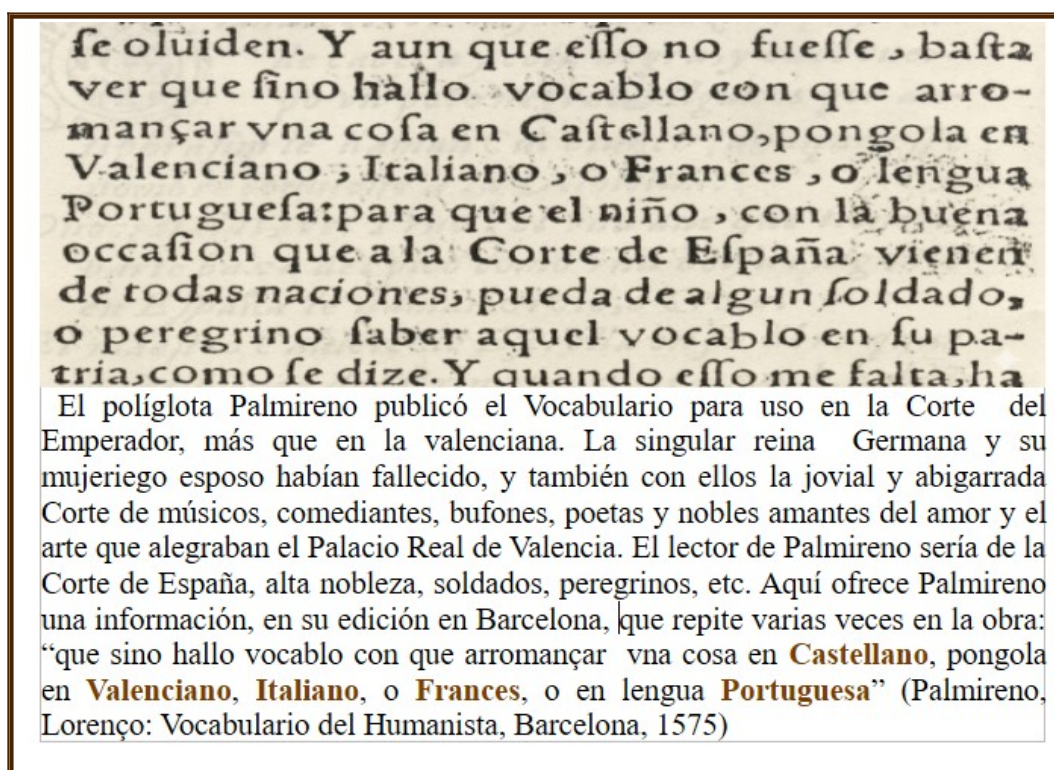 ſe oluiden. Y aun que eſſo no fueſſe, baſta
ver que ſino hallo vocablo con que arro-
mançar vna coſa en Caſtellano, pongola en
Valenciano, Italiano, o Frances, o lengua
Portugueſa: para que el niño, con la buena
occaſion que a la Corte de Eſpaña vienen
de todas naciones, pueda de algun ſoldado,
o peregrino ſaber aquel vocablo en ſu pa-
tria, como ſe dize. Y quando eſſo me falta, ha
El políglota Palmireno publicó el Vocabulario para uso en la Corte del
Emperador, más que en la valenciana. La singular reina Germana y su
mujeriego esposo habían fallecido, y también con ellos la jovial y abigarrada
Corte de músicos, comediantes, bufones, poetas y nobles amantes del amor y el
arte que alegraban el Palacio Real de Valencia. El lector de Palmireno sería de la
Corte de España, alta nobleza, soldados, peregrinos, etc. Aquí ofrece Palmireno
una información, en su edición en Barcelona, que repite varias veces en la obra:
“que sino hallo vocablo con que arromançar vna cosa en Castellano, pongola
en Valenciano, Italiano, o Frances, o en lengua Portuguesa” (Palmireno,
Lorenço: Vocabulario del Humanista, Barcelona, 1575)